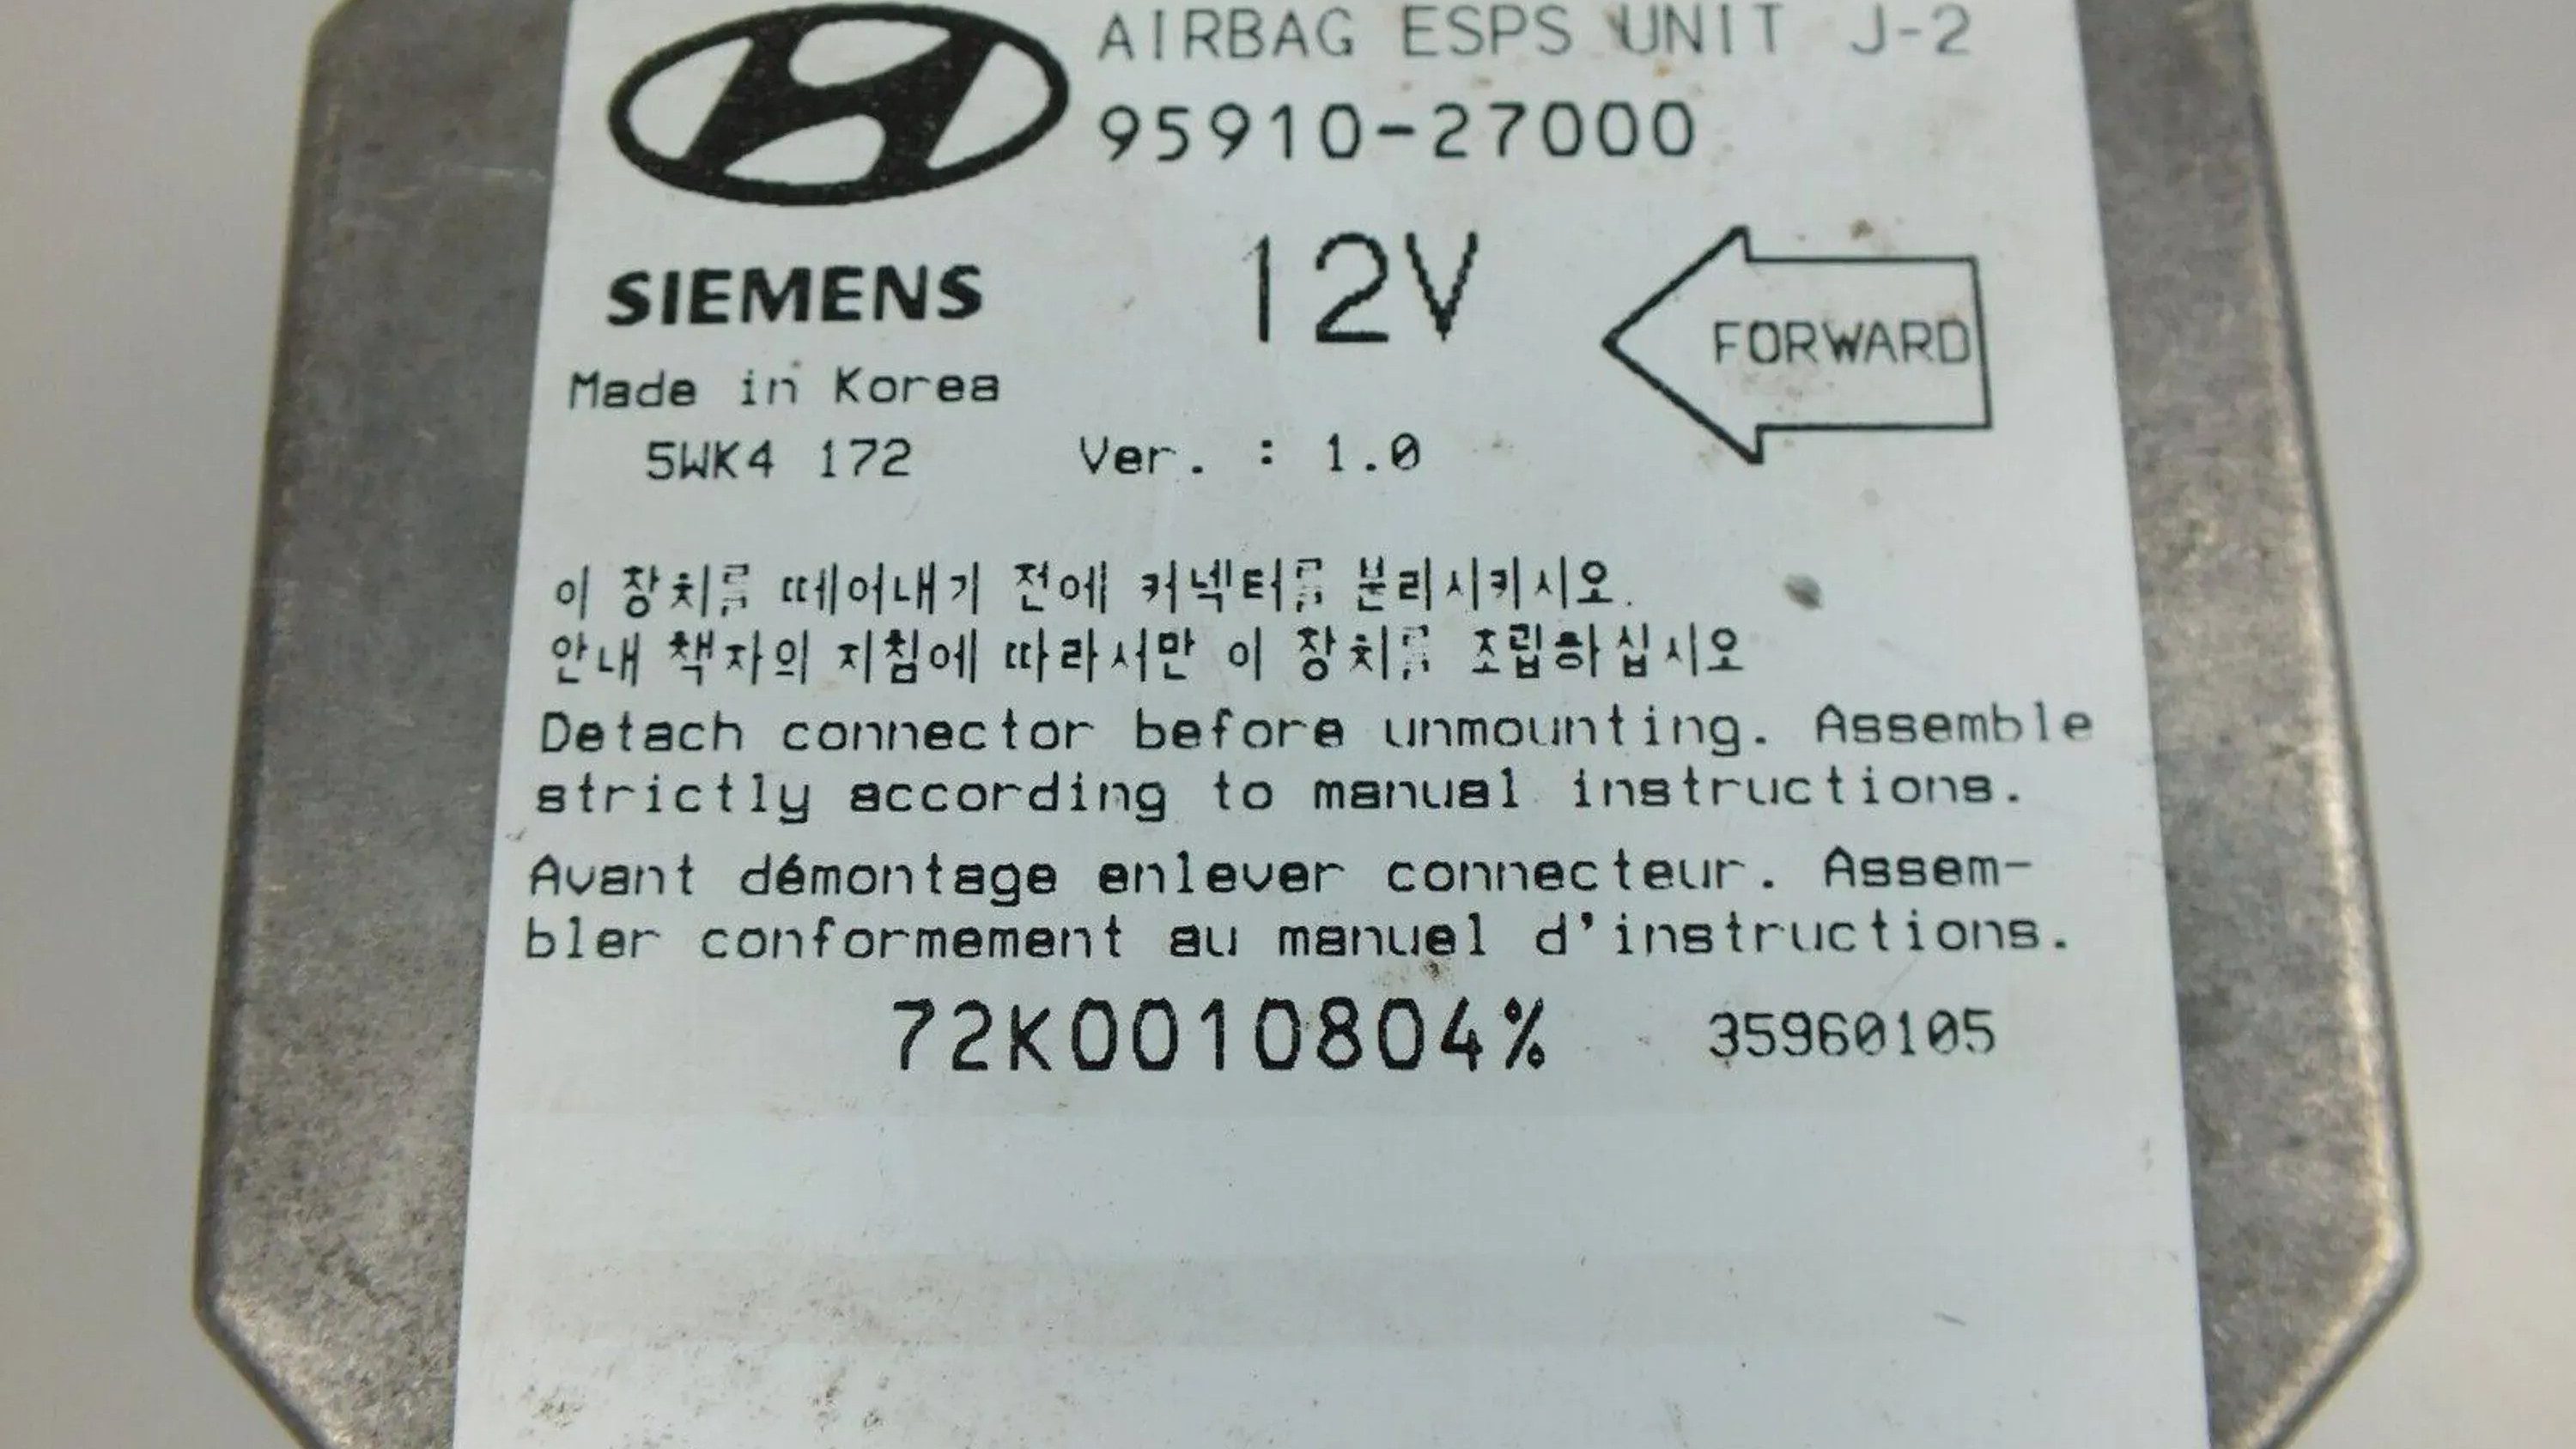 AIRBAG ESPS UNIT J-2
95910-27000
SIEMENS
12V
FORWARD
Made in Korea
5WK4 172 Ver. : 1.0
이 장치를 떼어내기 전에 커넥터를 분리시키시오.
안내 책자의 지침에 따라서만 이 장치를 조립하십시오
Detach connector before unmounting. Assemble
strictly according to manual instructions.
Avant démontage enlever connecteur. Assem-
bler conformement au manuel d'instructions.
72K0010804% 35960105